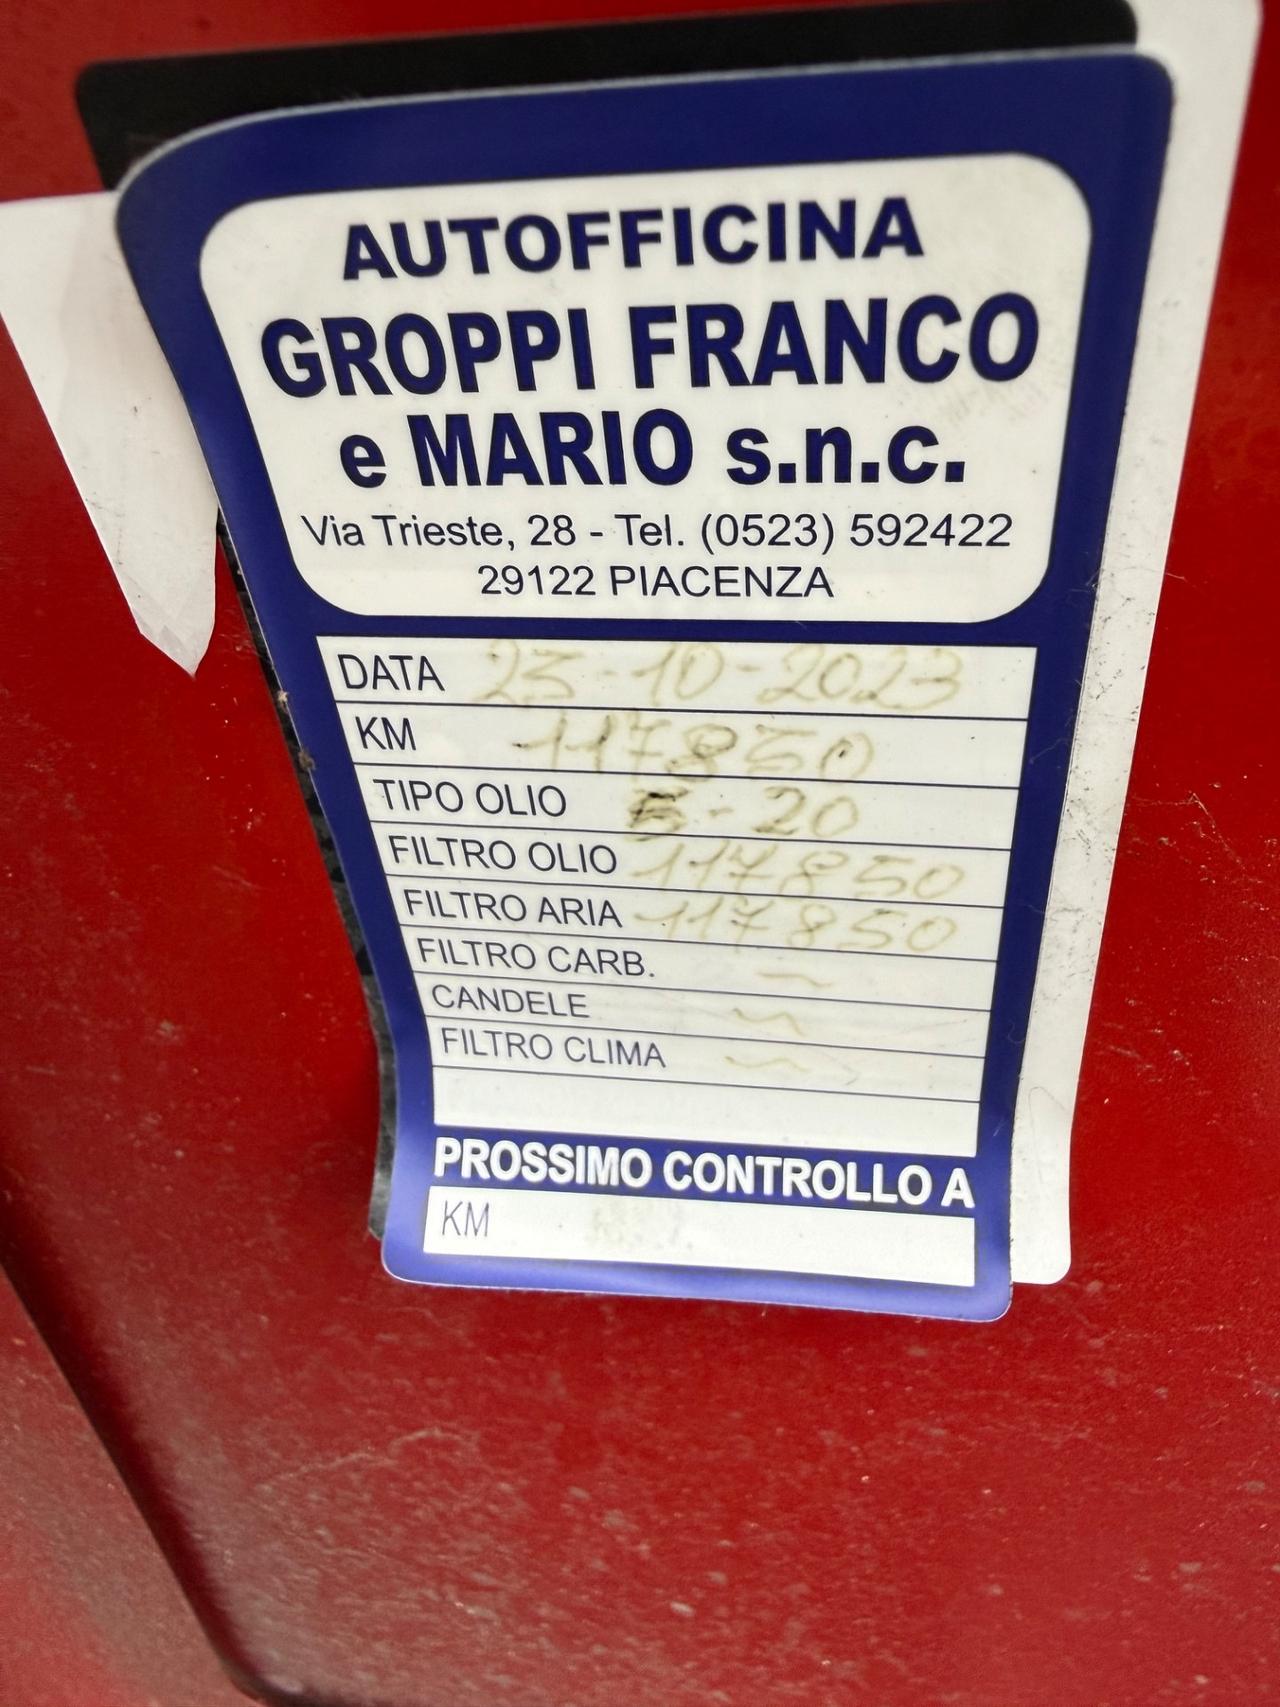 AUTOFFICINA
GROPPI FRANCO
e MARIO s.n.c.
Via Trieste, 28 - Tel. (0523) 592422
29122 PIACENZA
DATA 23-10-2023
KM 117850
TIPO OLIO 5-20
FILTRO OLIO 117850
FILTRO ARIA 117850
FILTRO CARB. ~
CANDELE ~
FILTRO CLIMA ~
PROSSIMO CONTROLLO A
KM